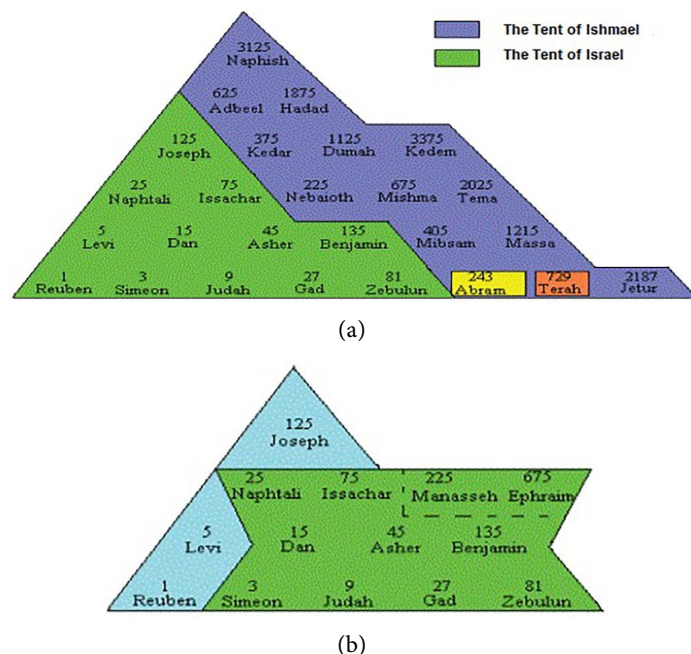 The Tent of Ishmael
The Tent of Israel
3125
Naphish
625 1875
Adbeel Hadad
125 375 1125 3375
Joseph Kedar Dumah Kedem
25 75 225 675 2025
Naphtali Issachar Nebaioth Mishma Tema
5 15 45 135 405 1215
Levi Dan Asher Benjamin Mibsam Massa
1 3 9 27 81 243 729 2187
Reuben Simeon Judah Gad Zebulun Abram Terah Jetur
(a)
125
Joseph
25 75 225 675
Naphtali Issachar Manasseh Ephraim
5 15 45 135
Levi Dan Asher Benjamin
1 3 9 27 81
Reuben Simeon Judah Gad Zebulun
(b)